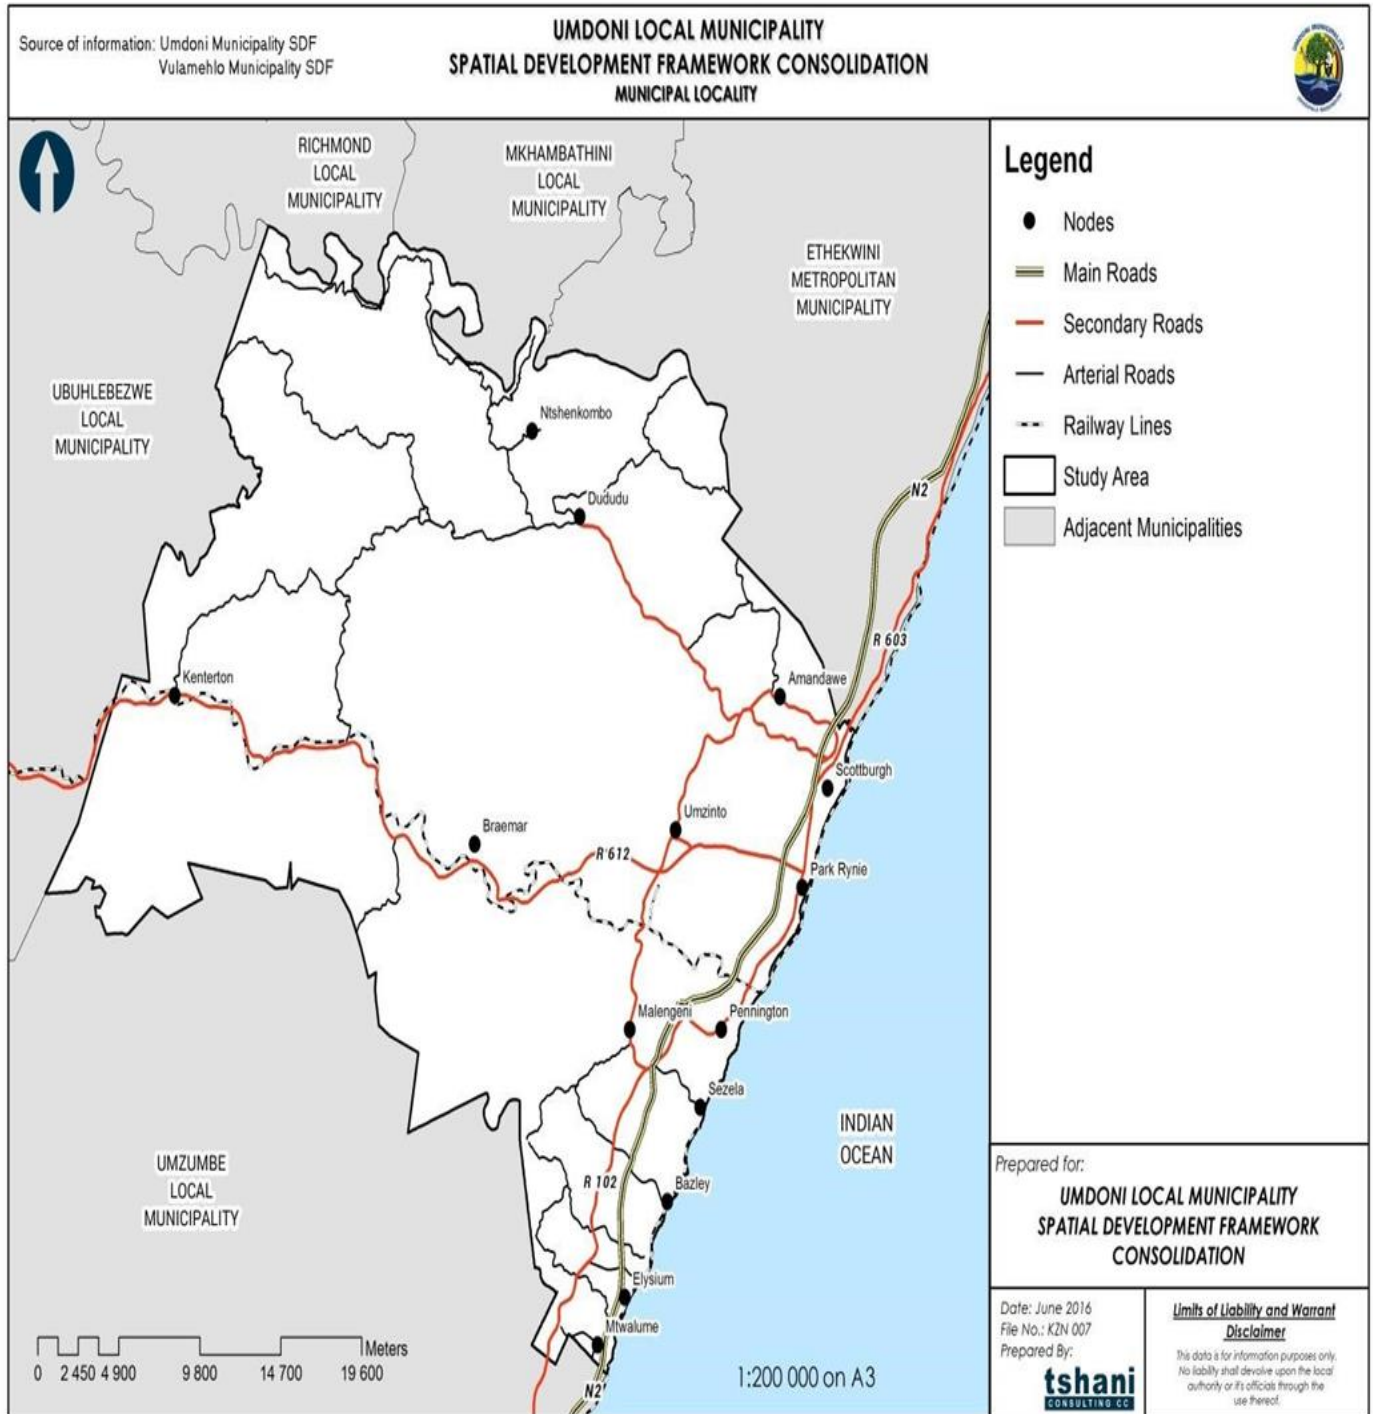 Source of information: Umdoni Municipality SDF
Vulamehlo Municipality SDF
UMDONI LOCAL MUNICIPALITY
SPATIAL DEVELOPMENT FRAMEWORK CONSOLIDATION
MUNICIPAL LOCALITY
RICHMOND
LOCAL
MUNICIPALITY
MKHAMBATHINI
LOCAL
MUNICIPALITY
ETHEKWINI
METROPOLITAN
MUNICIPALITY
UBUHLEBEZWE
LOCAL
MUNICIPALITY
Ntshenkombo
Dududu
N2
R 603
Kenterton
Amandawe
Scottburgh
Umzinto
Braemar
R 612
Park Rynie
Malengeni
Pennington
Sezela
INDIAN
OCEAN
UMZUMBE
LOCAL
MUNICIPALITY
R 102
Bazley
Elysium
Mtwalume
N2
Meters
0 2 450 4 900 9 800 14 700 19 600
1:200 000 on A3
Legend
Nodes
Main Roads
Secondary Roads
Arterial Roads
Railway Lines
Study Area
Adjacent Municipalities
Prepared for:
UMDONI LOCAL MUNICIPALITY
SPATIAL DEVELOPMENT FRAMEWORK
CONSOLIDATION
Date: June 2016
File No.: KZN 007
Prepared By:
tshani
CONSULTING CC
Limits of Liability and Warrant
Disclaimer
This data is for information purposes only.
No liability shall devolve upon the local
authority or it's officials through the
use thereof.